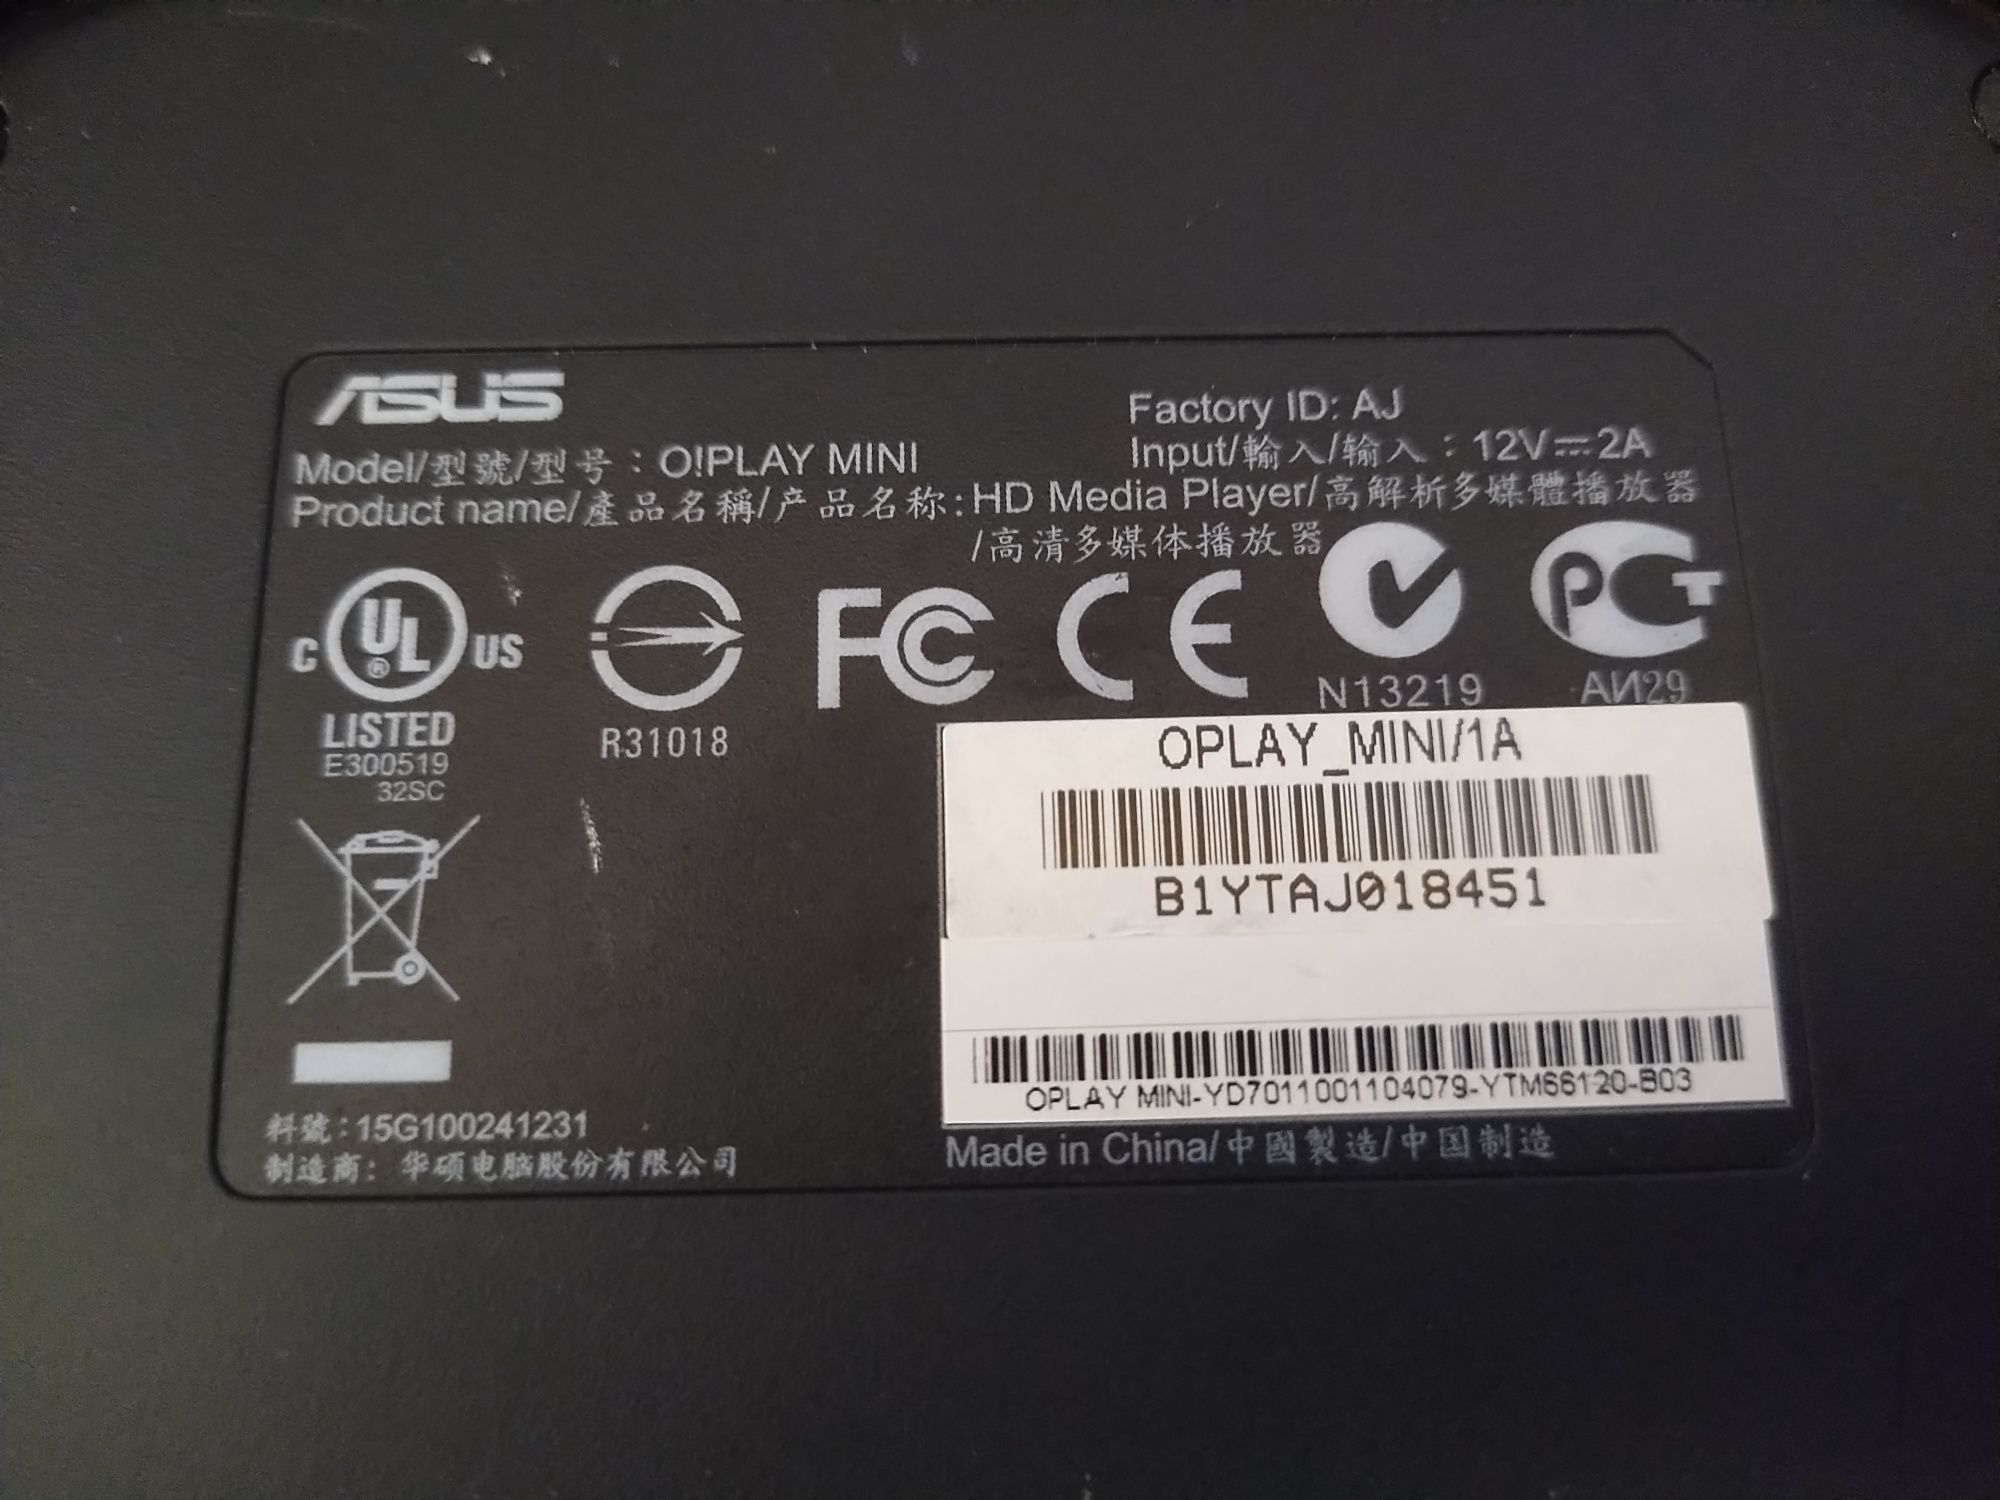 ASUS
Factory ID: AJ
Model/型號/型号：O!PLAY MINI
Input/輸入/输入：12V⎓2A
Product name/產品名稱/产品名称:HD Media Player/高解析多媒體播放器
/高清多媒体播放器
C UL® US
LISTED
E300519
32SC
R31018
FC
CE
N13219
PCT
АИ29
OPLAY_MINI/1A
B1YTAJ018451
OPLAY MINI-YD7011001104079-YTM66120-B03
料號:15G100241231
制造商：华硕电脑股份有限公司
Made in China/中國製造/中国制造